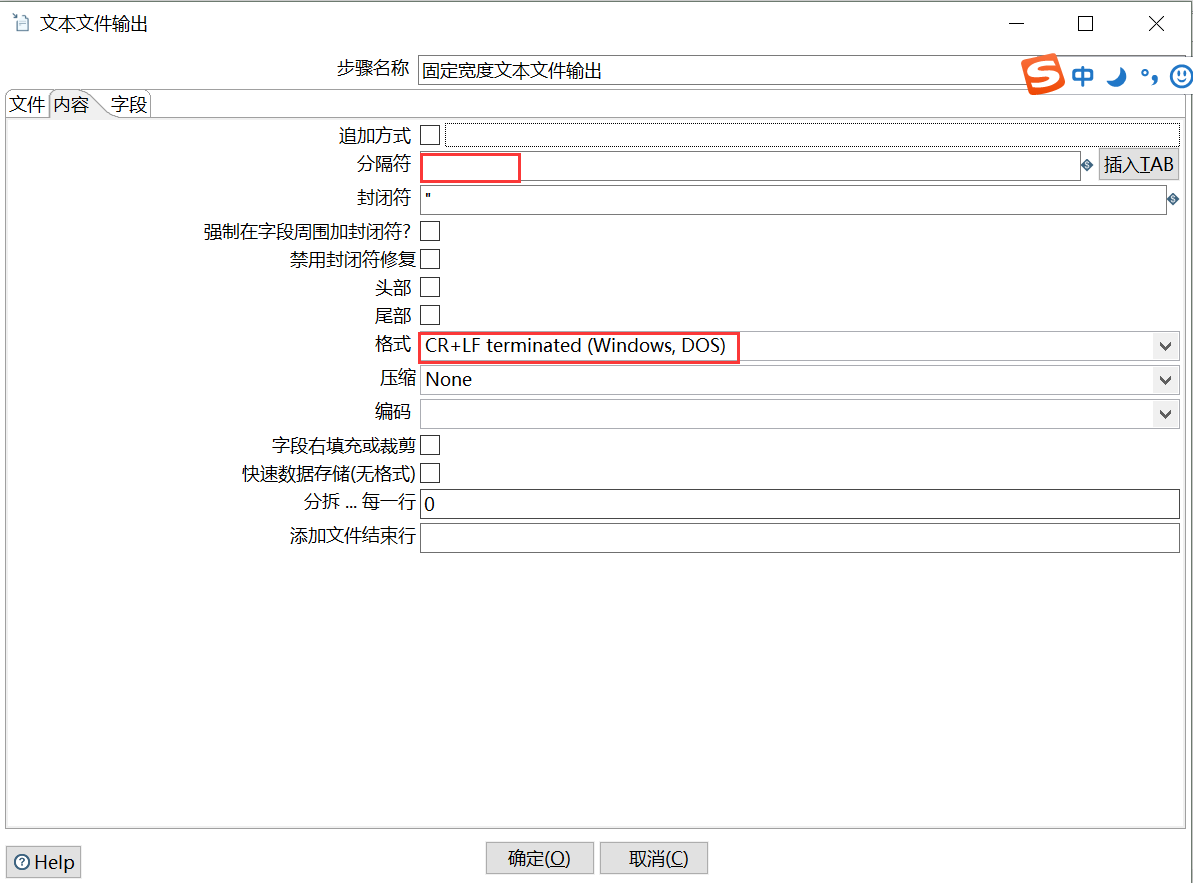 文本文件输出
步骤名称 固定宽度文本文件输出
中
文件 内容 字段
追加方式
分隔符 插入TAB
封闭符 "
强制在字段周围加封闭符?
禁用封闭符修复
头部
尾部
格式 CR+LF terminated (Windows, DOS)
压缩 None
编码
字段右填充或裁剪
快速数据存储(无格式)
分拆 ... 每一行 0
添加文件结束行
Help 确定(O) 取消(C)